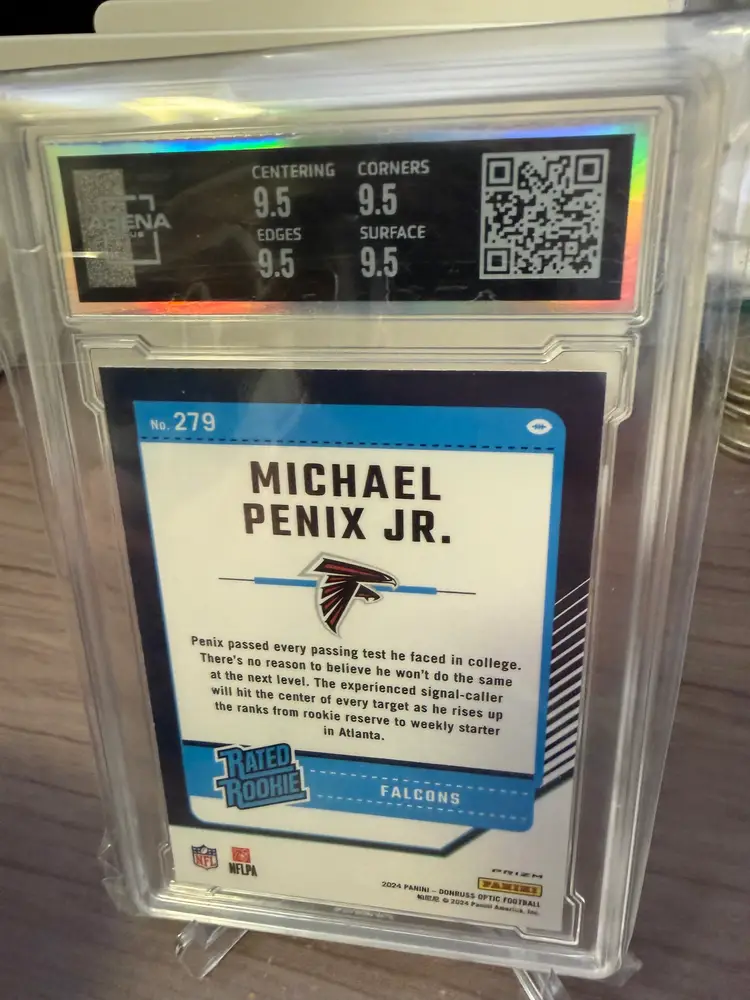 CENTERING CORNERS
9.5 9.5
EDGES SURFACE
9.5 9.5
No. 279
MICHAEL
PENIX JR.
Penix passed every passing test he faced in college.
There's no reason to believe he won't do the same
at the next level. The experienced signal-caller
will hit the center of every target as he rises up
the ranks from rookie reserve to weekly starter
in Atlanta.
RATED
ROOKIE
FALCONS
NFL
NFLPA
PRIZM
PANINI
2024 PANINI – DONRUSS OPTIC FOOTBALL
© 2024 Panini America, Inc.